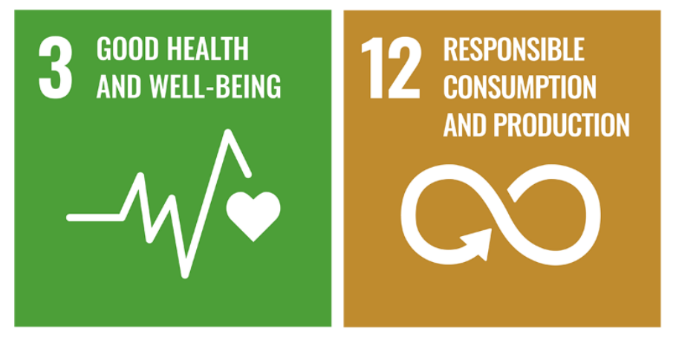 3 GOOD HEALTH
AND WELL-BEING
12 RESPONSIBLE
CONSUMPTION
AND PRODUCTION